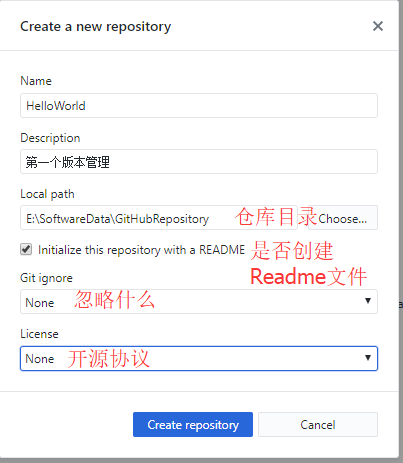 Create a new repository
Name
HelloWorld
Description
第一个版本管理
Local path
E:\SoftwareData\GitHubRepository 仓库目录 Choose...
Initialize this repository with a README 是否创建
Readme文件
Git ignore
None 忽略什么
License
None 开源协议
Create repository Cancel